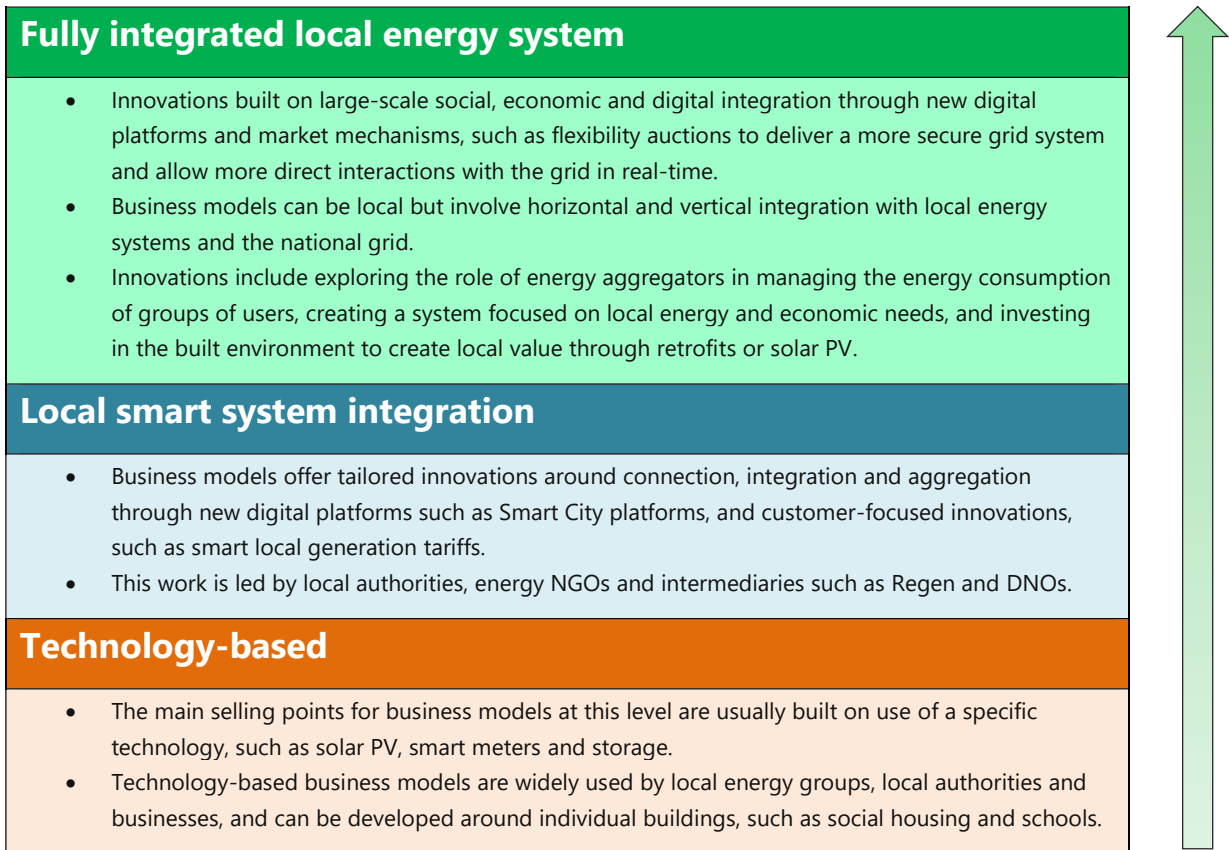 Fully integrated local energy system
• Innovations built on large-scale social, economic and digital integration through new digital
platforms and market mechanisms, such as flexibility auctions to deliver a more secure grid system
and allow more direct interactions with the grid in real-time.
• Business models can be local but involve horizontal and vertical integration with local energy
systems and the national grid.
• Innovations include exploring the role of energy aggregators in managing the energy consumption
of groups of users, creating a system focused on local energy and economic needs, and investing
in the built environment to create local value through retrofits or solar PV.
Local smart system integration
• Business models offer tailored innovations around connection, integration and aggregation
through new digital platforms such as Smart City platforms, and customer-focused innovations,
such as smart local generation tariffs.
• This work is led by local authorities, energy NGOs and intermediaries such as Regen and DNOs.
Technology-based
• The main selling points for business models at this level are usually built on use of a specific
technology, such as solar PV, smart meters and storage.
• Technology-based business models are widely used by local energy groups, local authorities and
businesses, and can be developed around individual buildings, such as social housing and schools.